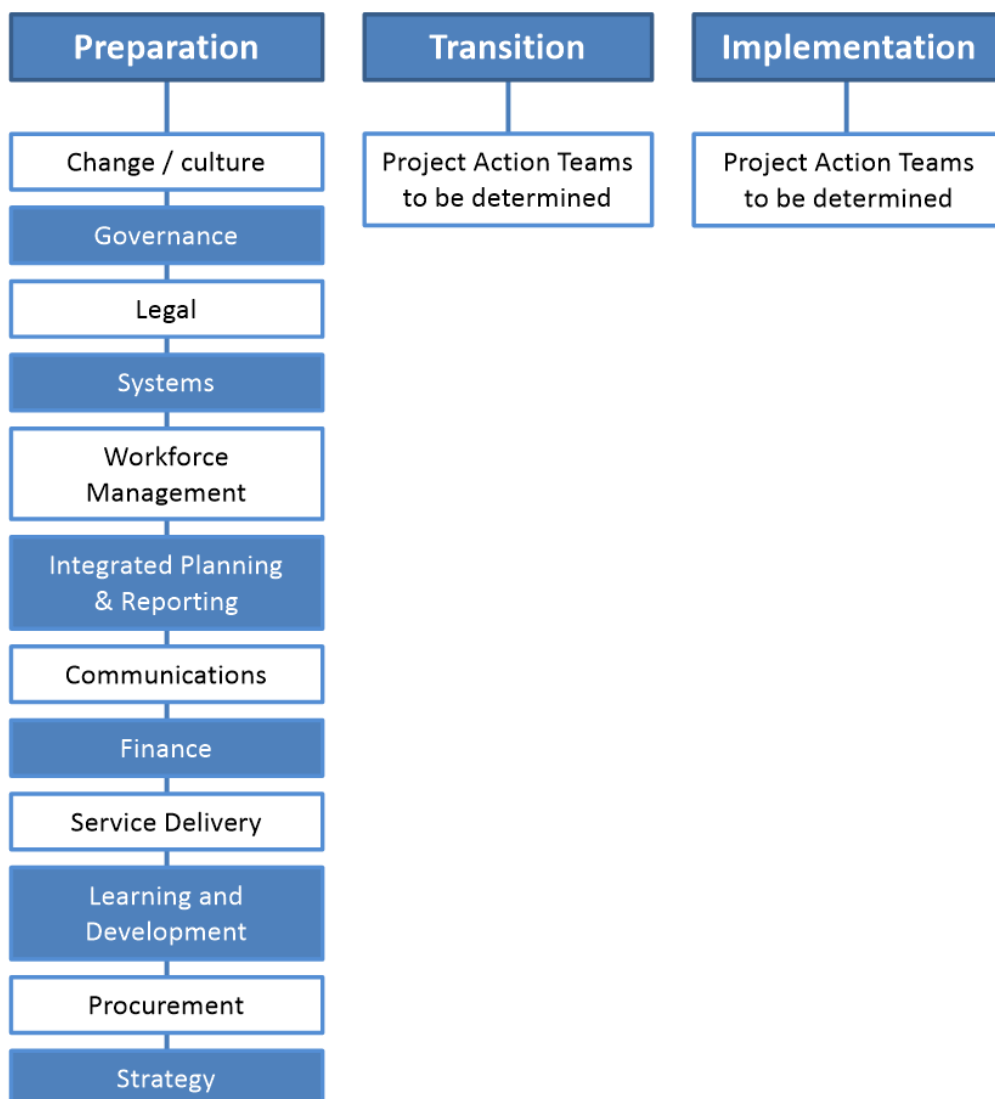 Preparation
Change / culture
Governance
Legal
Systems
Workforce
Management
Integrated Planning
& Reporting
Communications
Finance
Service Delivery
Learning and
Development
Procurement
Strategy
Transition
Project Action Teams
to be determined
Implementation
Project Action Teams
to be determined